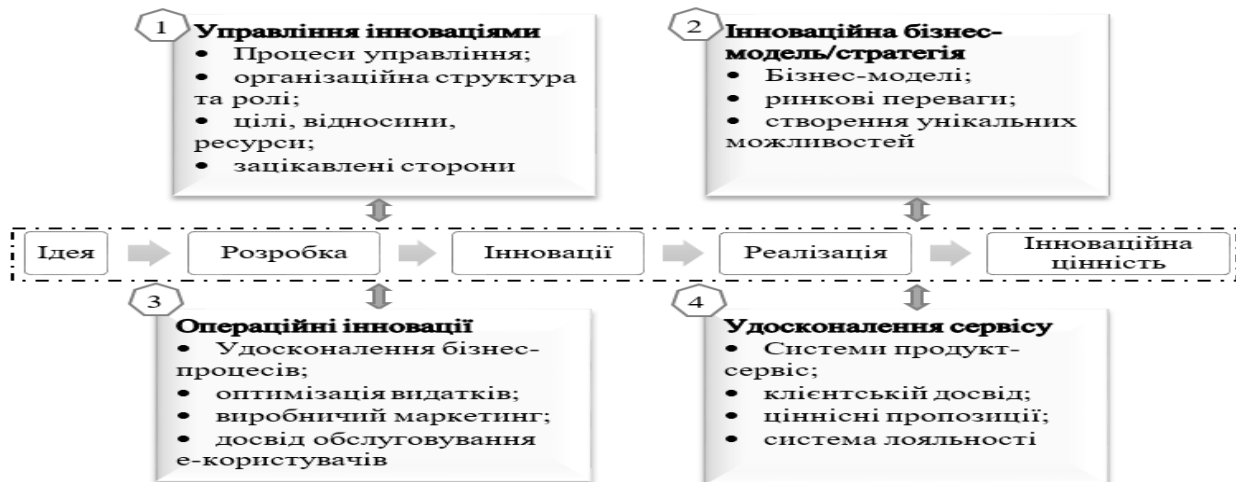 1
Управління інноваціями
• Процеси управління;
• організаційна структура
та ролі;
• цілі, відносини,
ресурси;
• зацікавлені сторони
2
Інноваційна бізнес-
модель/стратегія
• Бізнес-моделі;
• ринкові переваги;
• створення унікальних
можливостей
Ідея
Розробка
Інновації
Реалізація
Інноваційна
цінність
3
Операційні інновації
• Удосконалення бізнес-
процесів;
• оптимізація видатків;
• виробничий маркетинг;
• досвід обслуговування
е-користувачів
4
Удосконалення сервісу
• Системи продукт-
сервіс;
• клієнтській досвід;
• ціннісні пропозиції;
• система лояльності